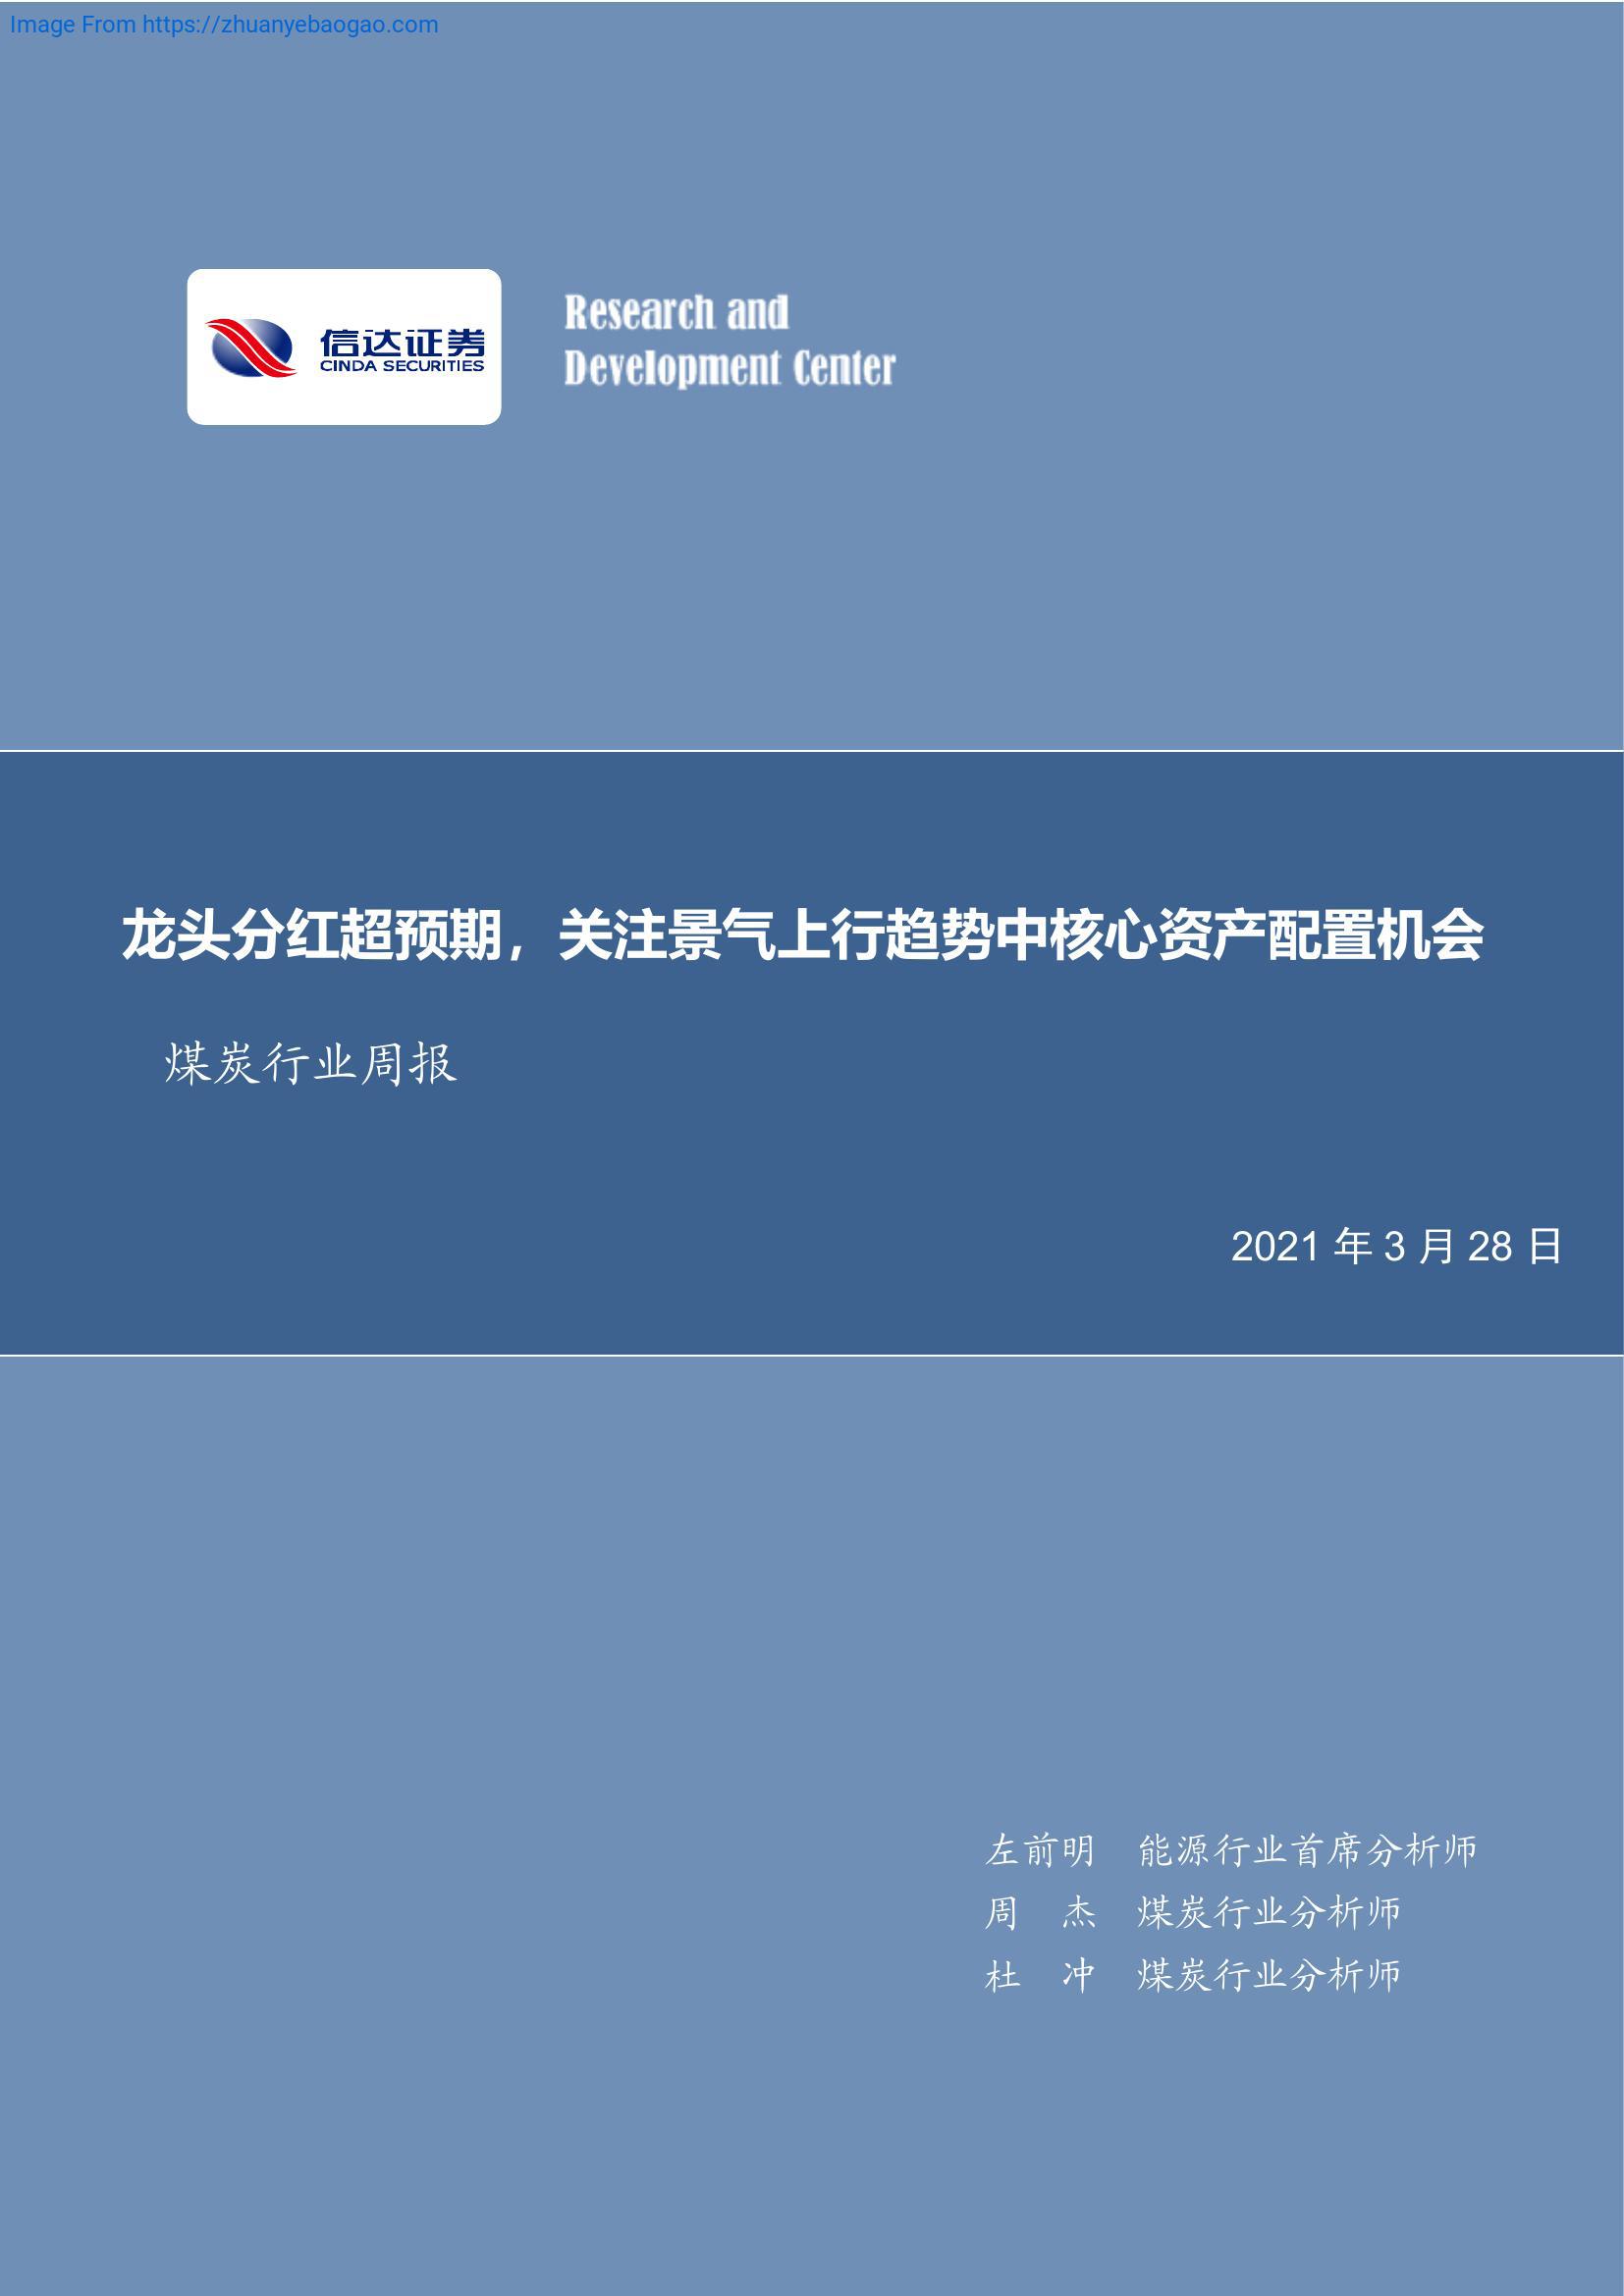 Image From https://zhuanyebaogao.com
信达证券
CINDA SECURITIES
Research and
Development Center
龙头分红超预期，关注景气上行趋势中核心资产配置机会
煤炭行业周报
2021 年 3 月 28 日
左前明 能源行业首席分析师
周 杰 煤炭行业分析师
杜 冲 煤炭行业分析师